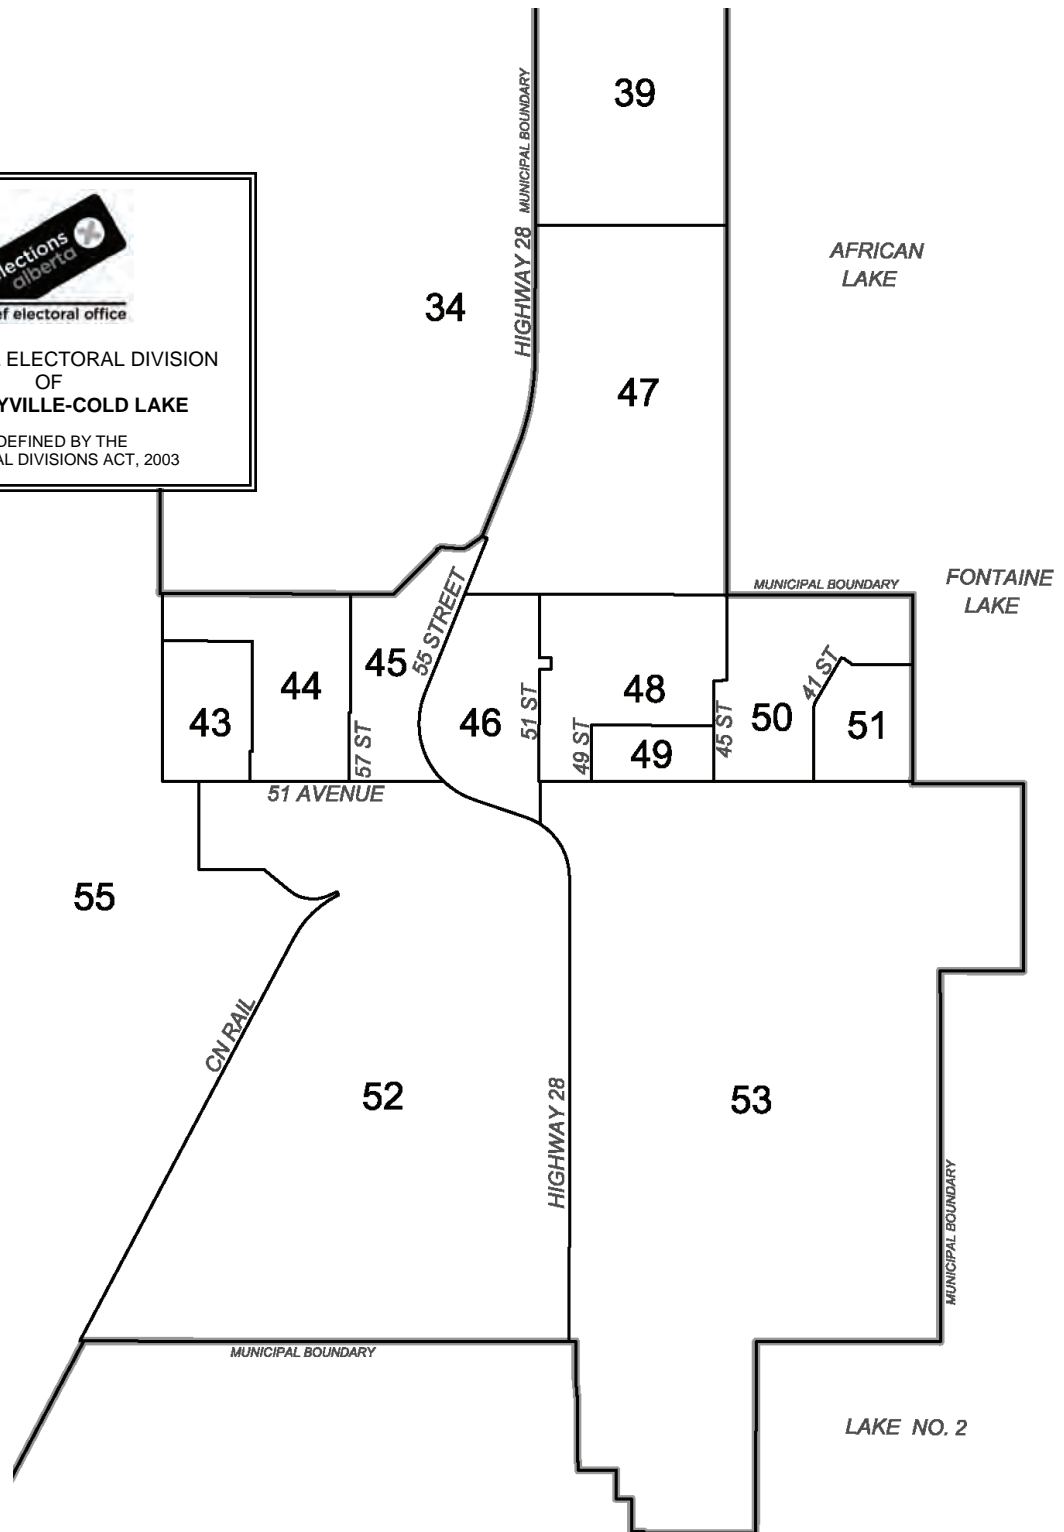 39
MUNICIPAL BOUNDARY
HIGHWAY 28
AFRICAN
LAKE
34
lections
alberta
ef electoral office
ELECTORAL DIVISION
OF
YVILLE-COLD LAKE
DEFINED BY THE
AL DIVISIONS ACT, 2003
47
MUNICIPAL BOUNDARY
FONTAINE
LAKE
55 STREET
45
44
43
57 ST
46
51 ST
48
49 ST
49
45 ST
50
41 ST
51
51 AVENUE
55
CN RAIL
52
HIGHWAY 28
53
MUNICIPAL BOUNDARY
MUNICIPAL BOUNDARY
LAKE NO. 2